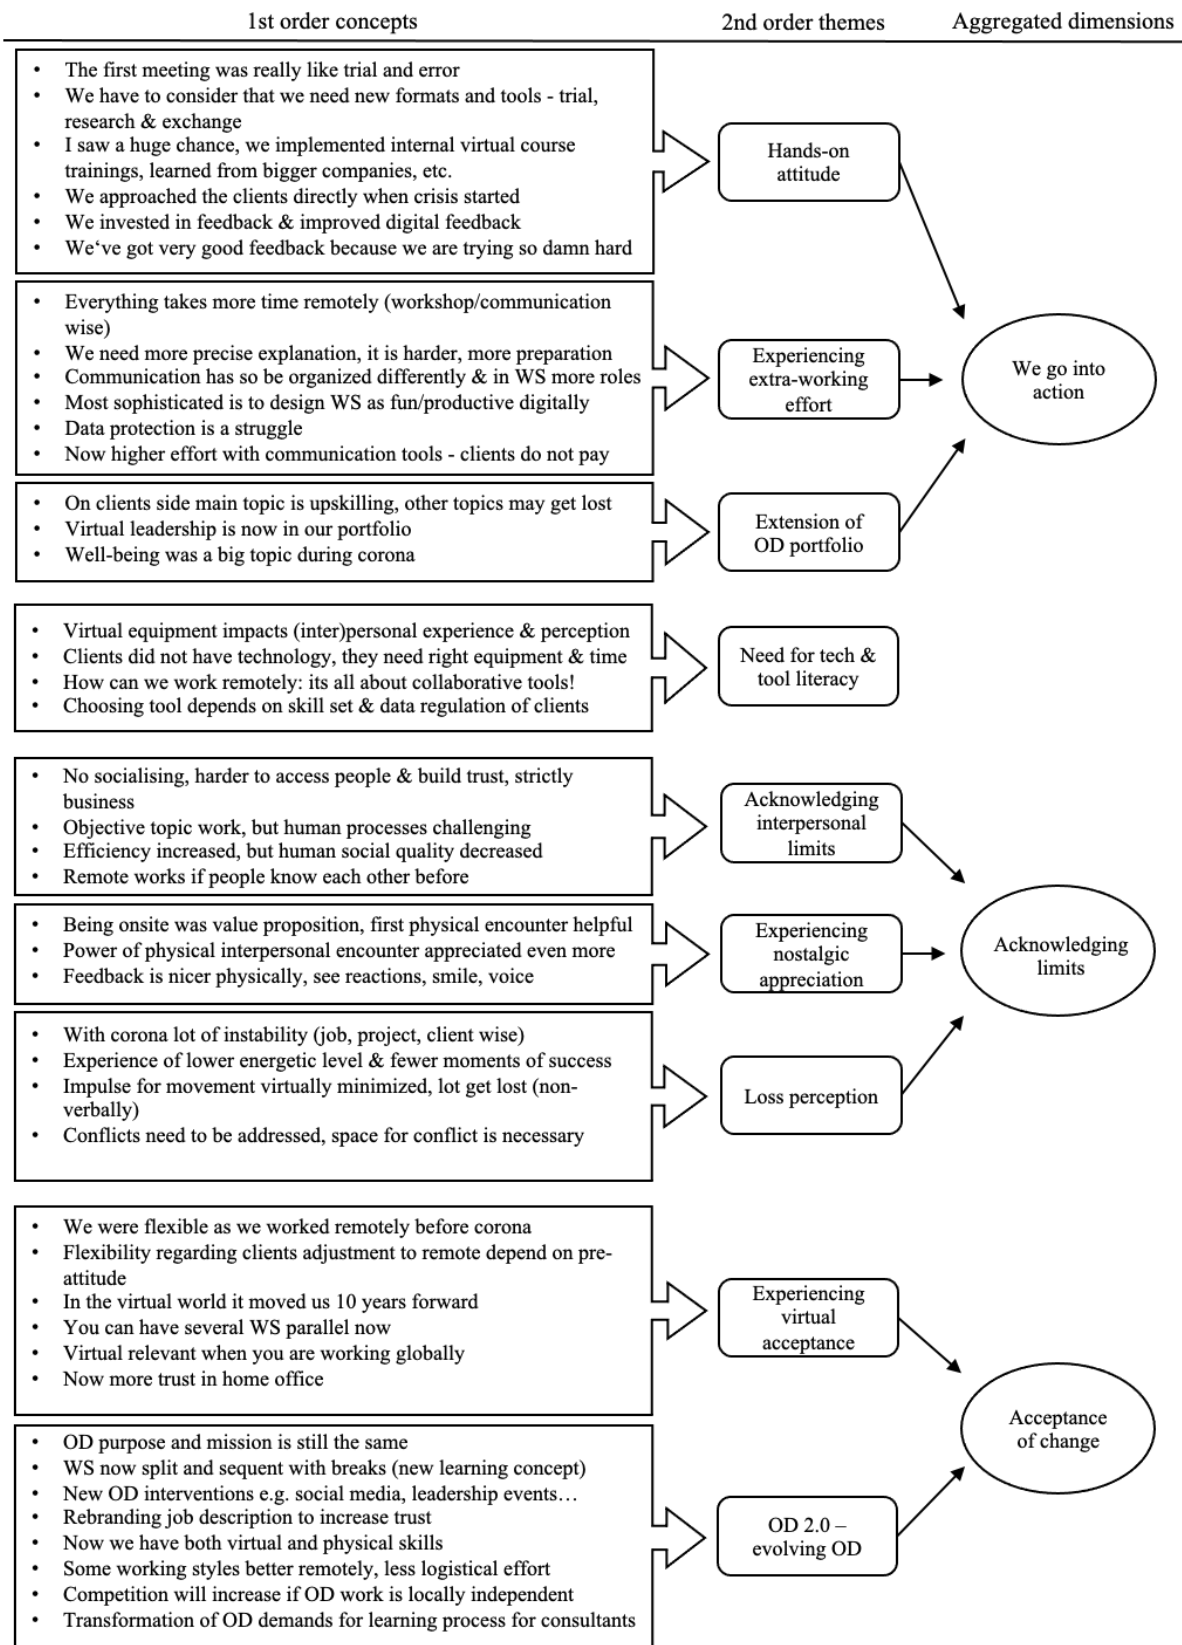 1st order concepts
2nd order themes
Aggregated dimensions
• The first meeting was really like trial and error
• We have to consider that we need new formats and tools - trial,
research & exchange
• I saw a huge chance, we implemented internal virtual course
trainings, learned from bigger companies, etc.
• We approached the clients directly when crisis started
• We invested in feedback & improved digital feedback
• We‘ve got very good feedback because we are trying so damn hard
Hands-on
attitude
• Everything takes more time remotely (workshop/communication
wise)
• We need more precise explanation, it is harder, more preparation
• Communication has so be organized differently & in WS more roles
• Most sophisticated is to design WS as fun/productive digitally
• Data protection is a struggle
• Now higher effort with communication tools - clients do not pay
Experiencing
extra-working
effort
We go into
action
• On clients side main topic is upskilling, other topics may get lost
• Virtual leadership is now in our portfolio
• Well-being was a big topic during corona
Extension of
OD portfolio
• Virtual equipment impacts (inter)personal experience & perception
• Clients did not have technology, they need right equipment & time
• How can we work remotely: its all about collaborative tools!
• Choosing tool depends on skill set & data regulation of clients
Need for tech &
tool literacy
• No socialising, harder to access people & build trust, strictly
business
• Objective topic work, but human processes challenging
• Efficiency increased, but human social quality decreased
• Remote works if people know each other before
Acknowledging
interpersonal
limits
• Being onsite was value proposition, first physical encounter helpful
• Power of physical interpersonal encounter appreciated even more
• Feedback is nicer physically, see reactions, smile, voice
Experiencing
nostalgic
appreciation
Acknowledging
limits
• With corona lot of instability (job, project, client wise)
• Experience of lower energetic level & fewer moments of success
• Impulse for movement virtually minimized, lot get lost (non-
verbally)
• Conflicts need to be addressed, space for conflict is necessary
Loss perception
• We were flexible as we worked remotely before corona
• Flexibility regarding clients adjustment to remote depend on pre-
attitude
• In the virtual world it moved us 10 years forward
• You can have several WS parallel now
• Virtual relevant when you are working globally
• Now more trust in home office
Experiencing
virtual
acceptance
Acceptance
of change
• OD purpose and mission is still the same
• WS now split and sequent with breaks (new learning concept)
• New OD interventions e.g. social media, leadership events…
• Rebranding job description to increase trust
• Now we have both virtual and physical skills
• Some working styles better remotely, less logistical effort
• Competition will increase if OD work is locally independent
• Transformation of OD demands for learning process for consultants
OD 2.0 –
evolving OD